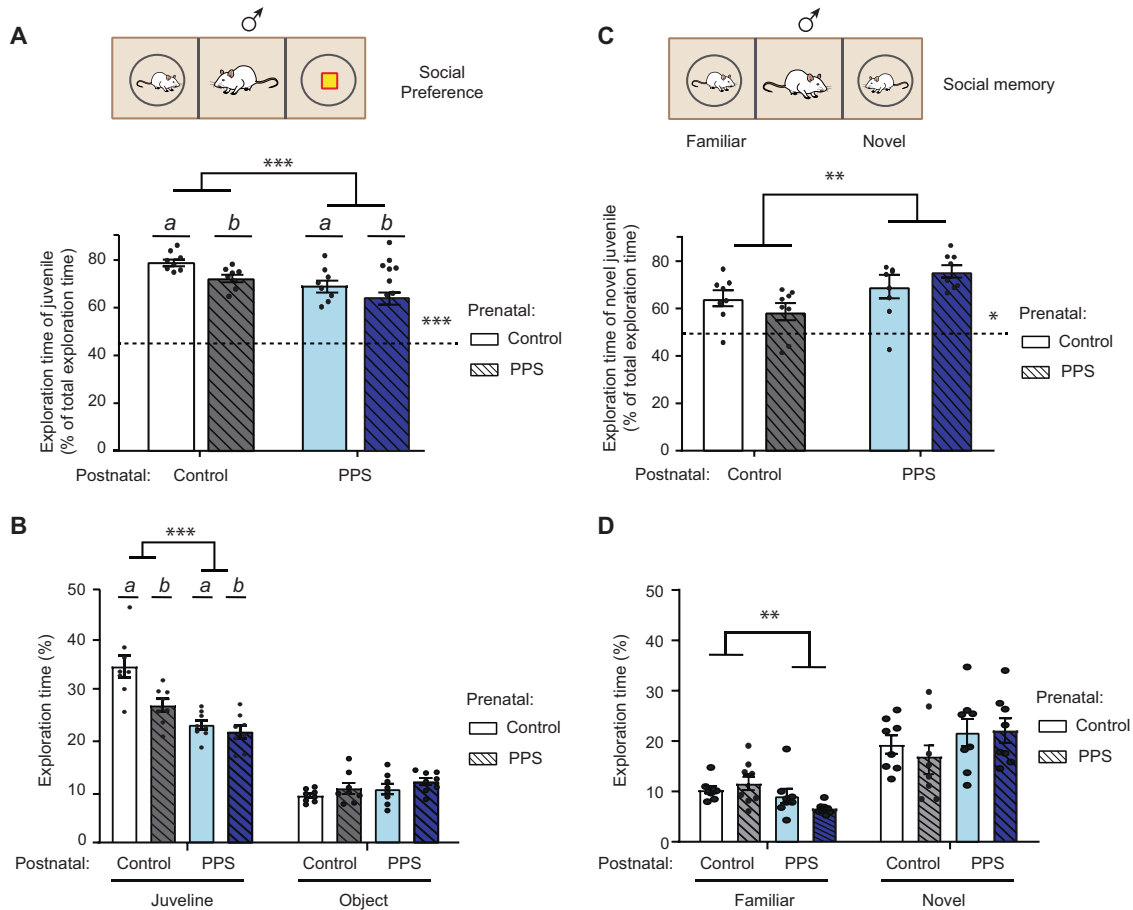 A
♂
Social
Preference
***
a
b
a
b
Exploration time of juvenile
(% of total exploration time)
80
60
40
20
0
***
Prenatal:
Control
PPS
Postnatal:
Control
PPS
C
♂
Social memory
Familiar
Novel
**
Exploration time of novel juvenile
(% of total exploration time)
80
60
40
20
0
*
Prenatal:
Control
PPS
Postnatal:
Control
PPS
B
***
a
b
a
b
Exploration time (%)
50
40
30
20
10
0
Prenatal:
Control
PPS
Postnatal:
Control
PPS
Control
PPS
Juveline
Object
D
**
Exploration time (%)
50
40
30
20
10
0
Prenatal:
Control
PPS
Postnatal:
Control
PPS
Control
PPS
Familiar
Novel